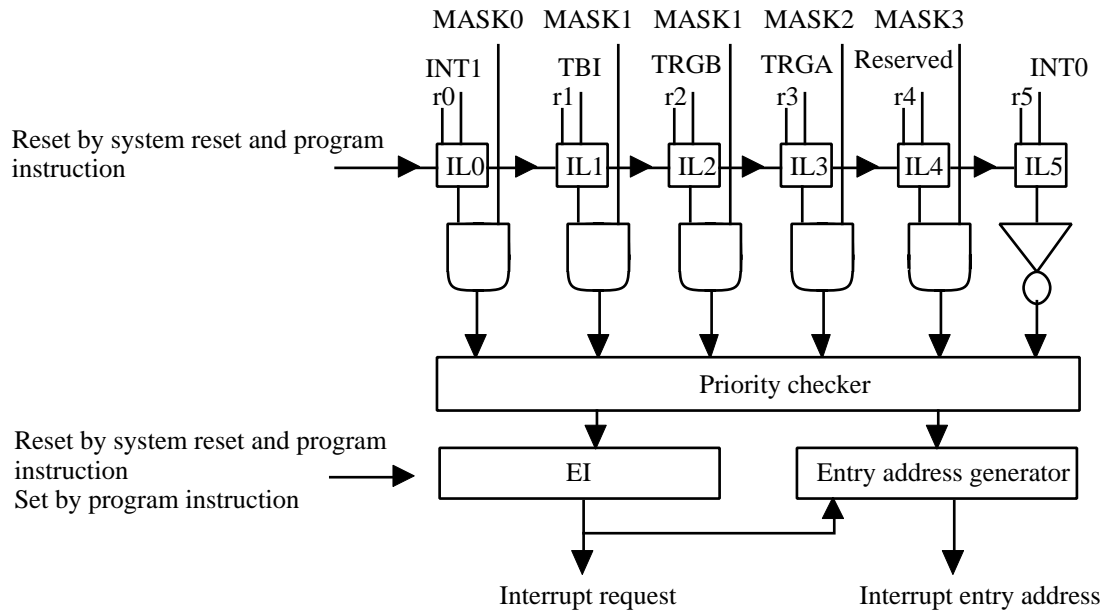 MASK0 MASK1 MASK1 MASK2 MASK3
INT1 TBI TRGB TRGA Reserved INT0
r0 r1 r2 r3 r4 r5
Reset by system reset and program
instruction
IL0 IL1 IL2 IL3 IL4 IL5
Priority checker
Reset by system reset and program
instruction
Set by program instruction
EI
Entry address generator
Interrupt request
Interrupt entry address